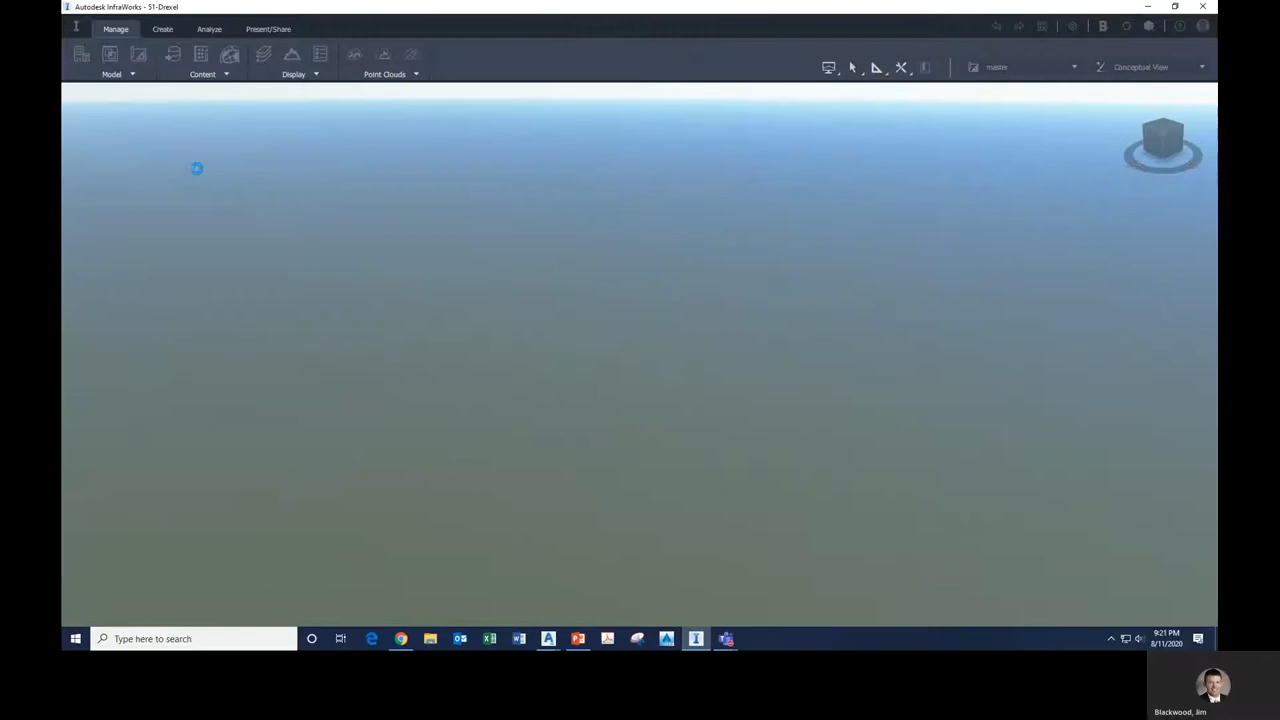 Autodesk InfraWorks - S1-Drexel
Manage Create Analyze Present/Share
Model Content Display Point Clouds
master
Conceptual View
Type here to search
9:21 PM
8/11/2020
Blackwood, Jim